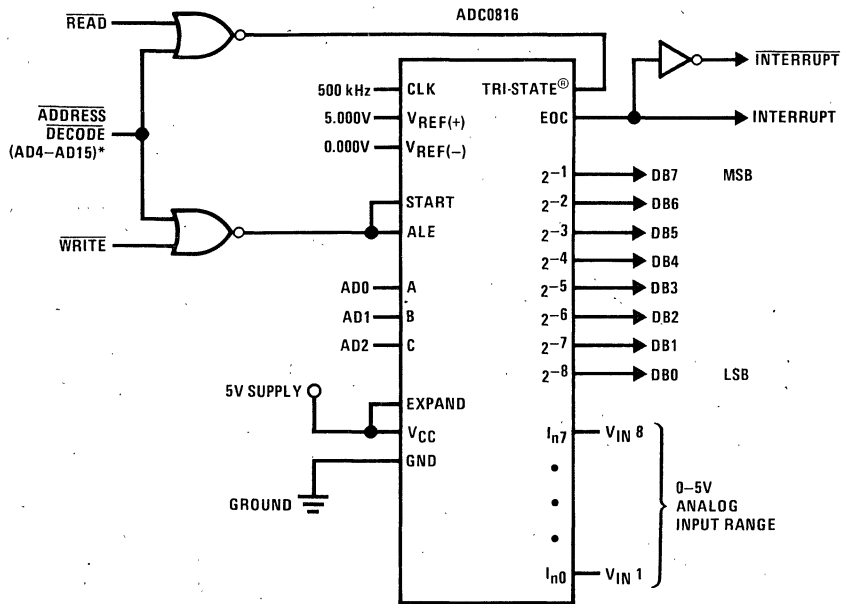 ADC0816
READ
ADDRESS
DECODE
(AD4–AD15)*
WRITE
500 kHz
CLK
5.000V
VREF(+)
0.000V
VREF(–)
START
ALE
AD0
A
AD1
B
AD2
C
5V SUPPLY
EXPAND
VCC
GND
GROUND
TRI-STATE®
EOC
INTERRUPT
INTERRUPT
2–1
DB7
MSB
2–2
DB6
2–3
DB5
2–4
DB4
2–5
DB3
2–6
DB2
2–7
DB1
2–8
DB0
LSB
In7
VIN 8
0–5V
ANALOG
INPUT RANGE
In0
VIN 1